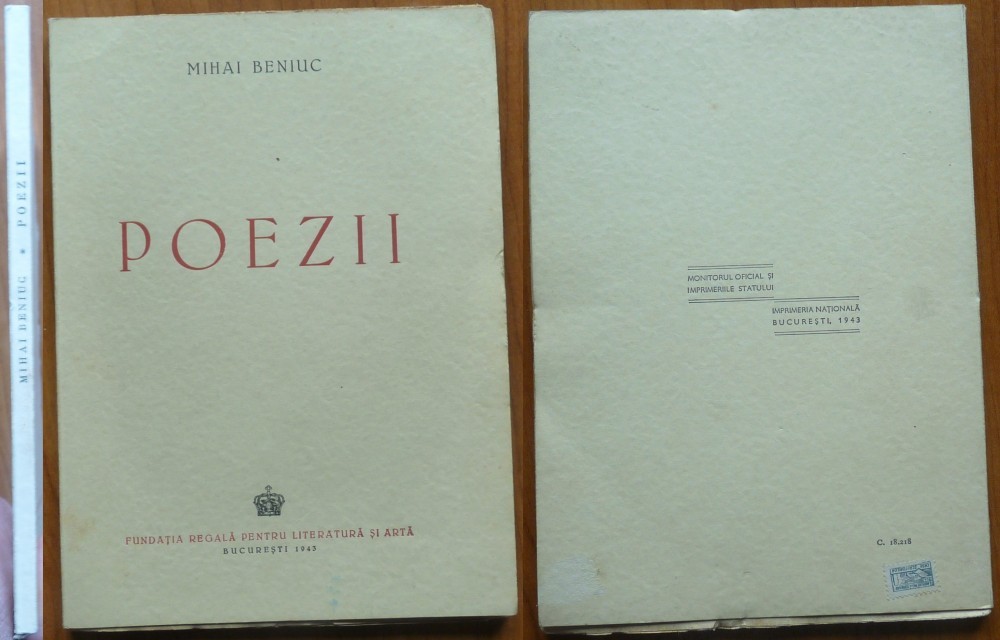 MIHAI BENIUC * POEZII
MIHAI BENIUC
POEZII
FUNDAȚIA REGALĂ PENTRU LITERATURĂ ȘI ARTĂ
BUCUREȘTI 1943
MONITORUL OFICIAL ȘI
IMPRIMERIILE STATULUI
IMPRIMERIA NAȚIONALĂ
BUCUREȘTI, 1943
C. 18.218